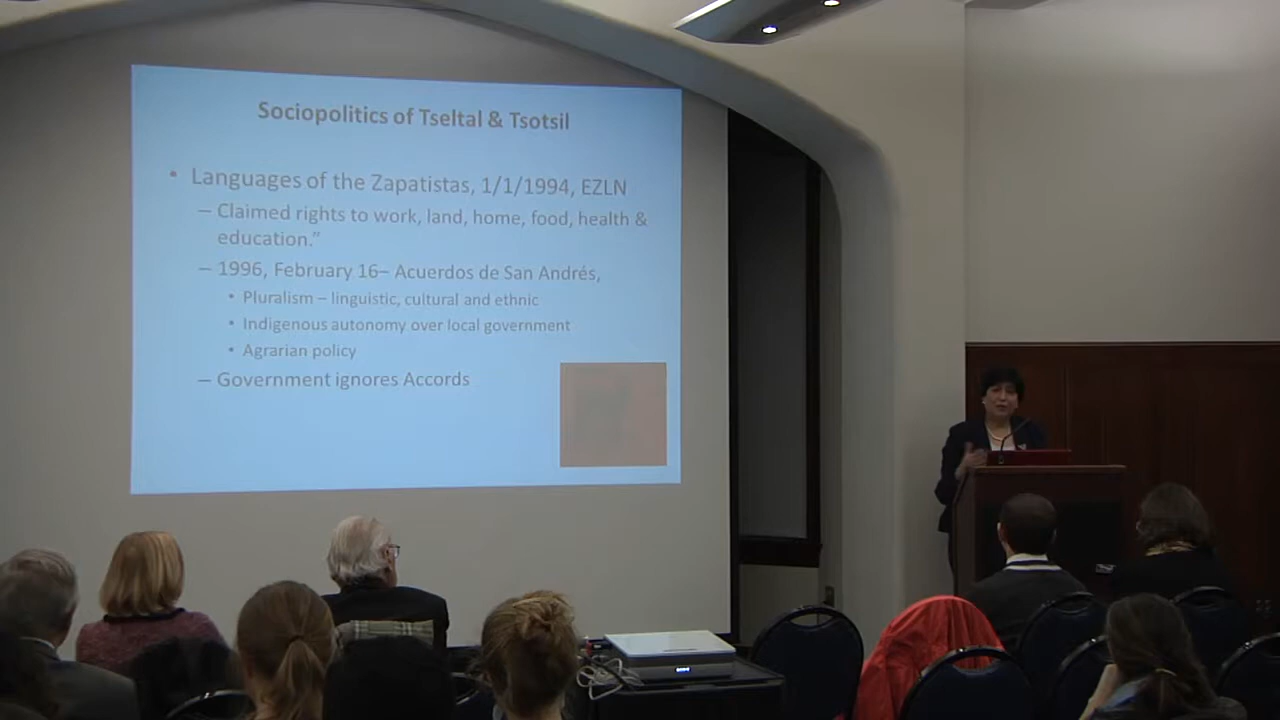 Sociopolitics of Tseltal & Tsotsil
• Languages of the Zapatistas, 1/1/1994, EZLN
– Claimed rights to work, land, home, food, health &
education.”
– 1996, February 16– Acuerdos de San Andrés,
• Pluralism – linguistic, cultural and ethnic
• Indigenous autonomy over local government
• Agrarian policy
– Government ignores Accords